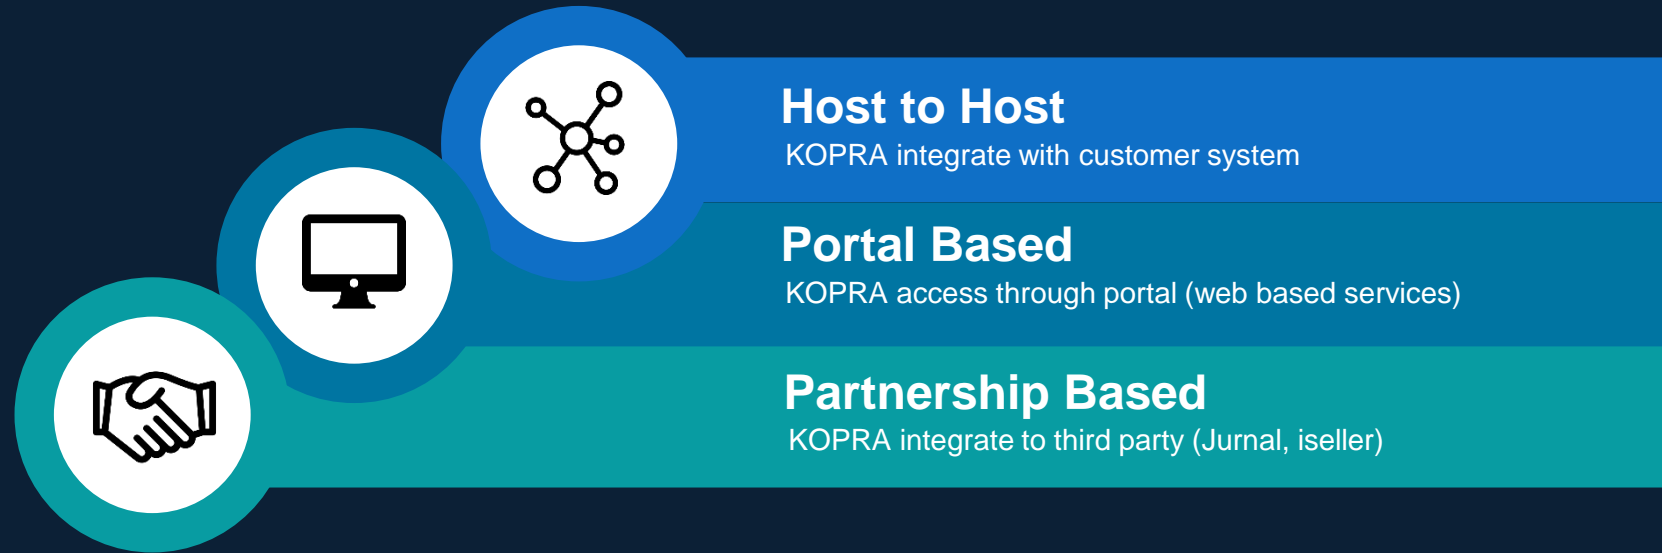 Host to Host
KOPRA integrate with customer system
Portal Based
KOPRA access through portal (web based services)
Partnership Based
KOPRA integrate to third party (Jurnal, iseller)